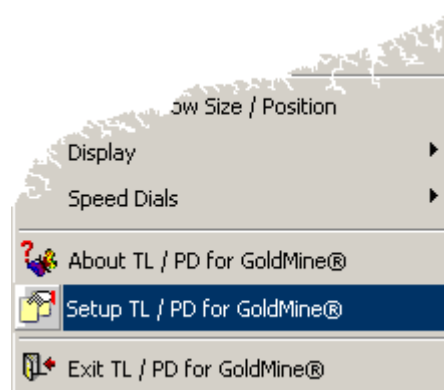 Size / Position
Display
Speed Dials
About TL / PD for GoldMine®
Setup TL / PD for GoldMine®
Exit TL / PD for GoldMine®